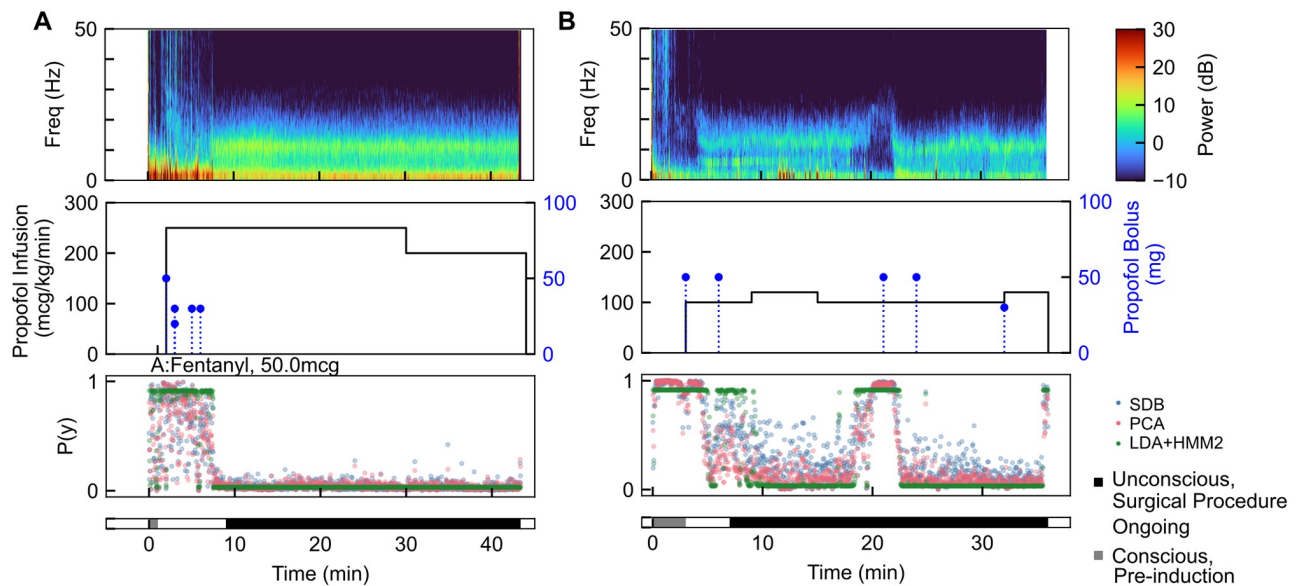 A
B
50
Freq (Hz)
0
50
Freq (Hz)
0
30
20
10
0
−10
Power (dB)
300
200
100
0
Propofol Infusion
(mcg/kg/min)
100
50
0
300
200
100
0
100
50
0
Propofol Bolus
(mg)
A:Fentanyl, 50.0mcg
1
P(y)
0
1
0
SDB
PCA
LDA+HMM2
Unconscious,
Surgical Procedure
Ongoing
Conscious,
Pre-induction
0 10 20 30 40
Time (min)
0 10 20 30
Time (min)